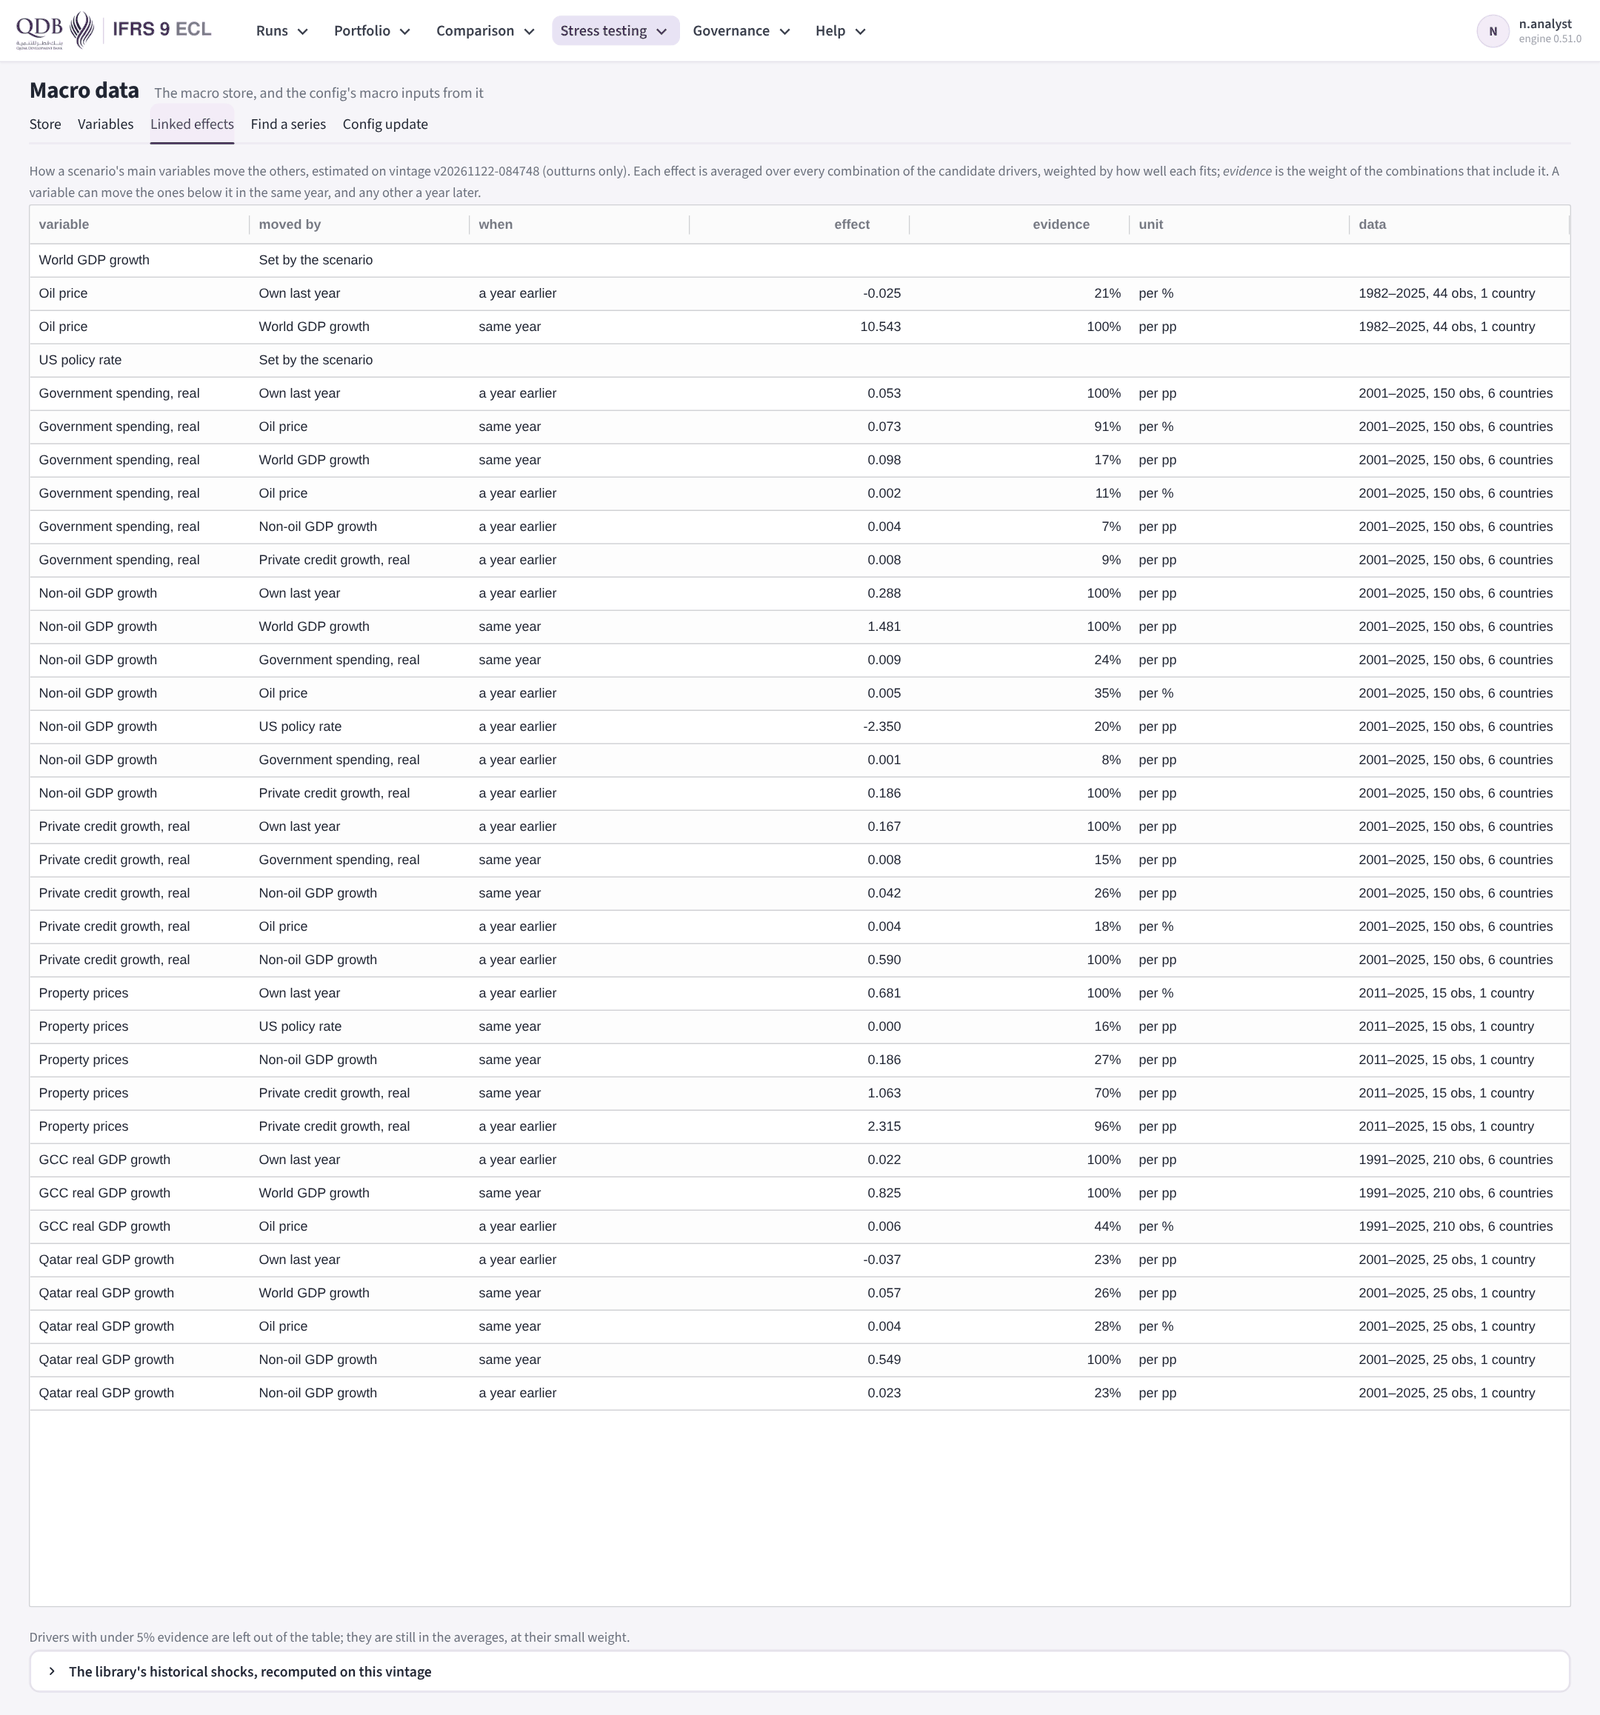 QDB
بنك قطر للتنمية
IFRS 9 ECL
Runs
Portfolio
Comparison
Stress testing
Governance
Help
N
n.analyst
engine 0.51.0
Macro data The macro store, and the config's macro inputs from it
Store Variables Linked effects Find a series Config update
How a scenario's main variables move the others, estimated on vintage v20261122-084748 (outturns only). Each effect is averaged over every combination of the candidate drivers, weighted by how well each fits; evidence is the weight of the combinations that include it. A
variable can move the ones below it in the same year, and any other a year later.
variable moved by when effect evidence unit data
World GDP growth Set by the scenario
Oil price Own last year a year earlier -0.025 21% per % 1982–2025, 44 obs, 1 country
Oil price World GDP growth same year 10.543 100% per pp 1982–2025, 44 obs, 1 country
US policy rate Set by the scenario
Government spending, real Own last year a year earlier 0.053 100% per pp 2001–2025, 150 obs, 6 countries
Government spending, real Oil price same year 0.073 91% per % 2001–2025, 150 obs, 6 countries
Government spending, real World GDP growth same year 0.098 17% per pp 2001–2025, 150 obs, 6 countries
Government spending, real Oil price a year earlier 0.002 11% per % 2001–2025, 150 obs, 6 countries
Government spending, real Non-oil GDP growth a year earlier 0.004 7% per pp 2001–2025, 150 obs, 6 countries
Government spending, real Private credit growth, real a year earlier 0.008 9% per pp 2001–2025, 150 obs, 6 countries
Non-oil GDP growth Own last year a year earlier 0.288 100% per pp 2001–2025, 150 obs, 6 countries
Non-oil GDP growth World GDP growth same year 1.481 100% per pp 2001–2025, 150 obs, 6 countries
Non-oil GDP growth Government spending, real same year 0.009 24% per pp 2001–2025, 150 obs, 6 countries
Non-oil GDP growth Oil price a year earlier 0.005 35% per % 2001–2025, 150 obs, 6 countries
Non-oil GDP growth US policy rate a year earlier -2.350 20% per pp 2001–2025, 150 obs, 6 countries
Non-oil GDP growth Government spending, real a year earlier 0.001 8% per pp 2001–2025, 150 obs, 6 countries
Non-oil GDP growth Private credit growth, real a year earlier 0.186 100% per pp 2001–2025, 150 obs, 6 countries
Private credit growth, real Own last year a year earlier 0.167 100% per pp 2001–2025, 150 obs, 6 countries
Private credit growth, real Government spending, real same year 0.008 15% per pp 2001–2025, 150 obs, 6 countries
Private credit growth, real Non-oil GDP growth same year 0.042 26% per pp 2001–2025, 150 obs, 6 countries
Private credit growth, real Oil price same year 0.004 18% per % 2001–2025, 150 obs, 6 countries
Private credit growth, real Non-oil GDP growth a year earlier 0.590 100% per pp 2001–2025, 150 obs, 6 countries
Property prices Own last year a year earlier 0.681 100% per % 2011–2025, 15 obs, 1 country
Property prices US policy rate same year 0.000 16% per pp 2011–2025, 15 obs, 1 country
Property prices Non-oil GDP growth same year 0.186 27% per pp 2011–2025, 15 obs, 1 country
Property prices Private credit growth, real same year 1.063 70% per pp 2011–2025, 15 obs, 1 country
Property prices Private credit growth, real a year earlier 2.315 96% per pp 2011–2025, 15 obs, 1 country
GCC real GDP growth Own last year a year earlier 0.022 100% per pp 1991–2025, 210 obs, 6 countries
GCC real GDP growth World GDP growth same year 0.825 100% per pp 1991–2025, 210 obs, 6 countries
GCC real GDP growth Oil price a year earlier 0.006 44% per % 1991–2025, 210 obs, 6 countries
Qatar real GDP growth Own last year a year earlier -0.037 23% per pp 2001–2025, 25 obs, 1 country
Qatar real GDP growth World GDP growth same year 0.057 26% per pp 2001–2025, 25 obs, 1 country
Qatar real GDP growth Oil price same year 0.004 28% per % 2001–2025, 25 obs, 1 country
Qatar real GDP growth Non-oil GDP growth same year 0.549 100% per pp 2001–2025, 25 obs, 1 country
Qatar real GDP growth Non-oil GDP growth a year earlier 0.023 23% per pp 2001–2025, 25 obs, 1 country
Drivers with under 5% evidence are left out of the table; they are still in the averages, at their small weight.
The library's historical shocks, recomputed on this vintage